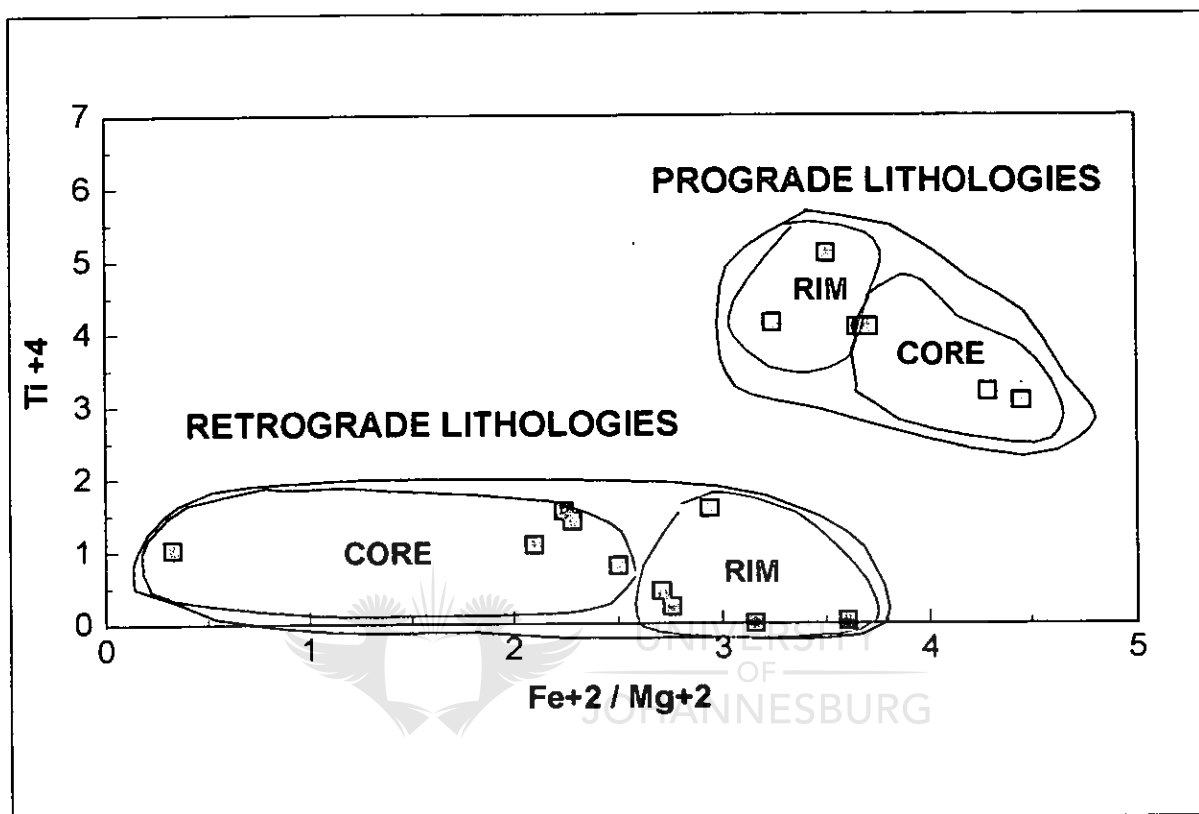 7
6
5
4
3
2
1
0
Ti +4
PROGRADE LITHOLOGIES
RIM
CORE
RETROGRADE LITHOLOGIES
CORE
RIM
0 1 2 3 4 5
Fe+2 / Mg+2
UNIVERSITY
OF
JOHANNESBURG